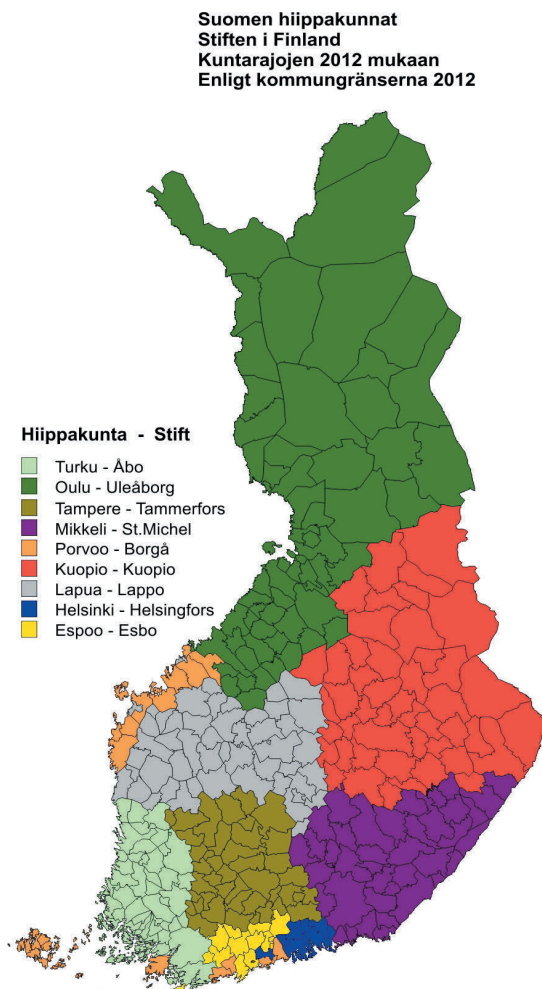 Suomen hiippakunnat
Stiften i Finland
Kuntarajojen 2012 mukaan
Enligt kommungränserna 2012
Hiippakunta - Stift
Turku - Åbo
Oulu - Uleåborg
Tampere - Tammerfors
Mikkeli - St.Michel
Porvoo - Borgå
Kuopio - Kuopio
Lapua - Lappo
Helsinki - Helsingfors
Espoo - Esbo